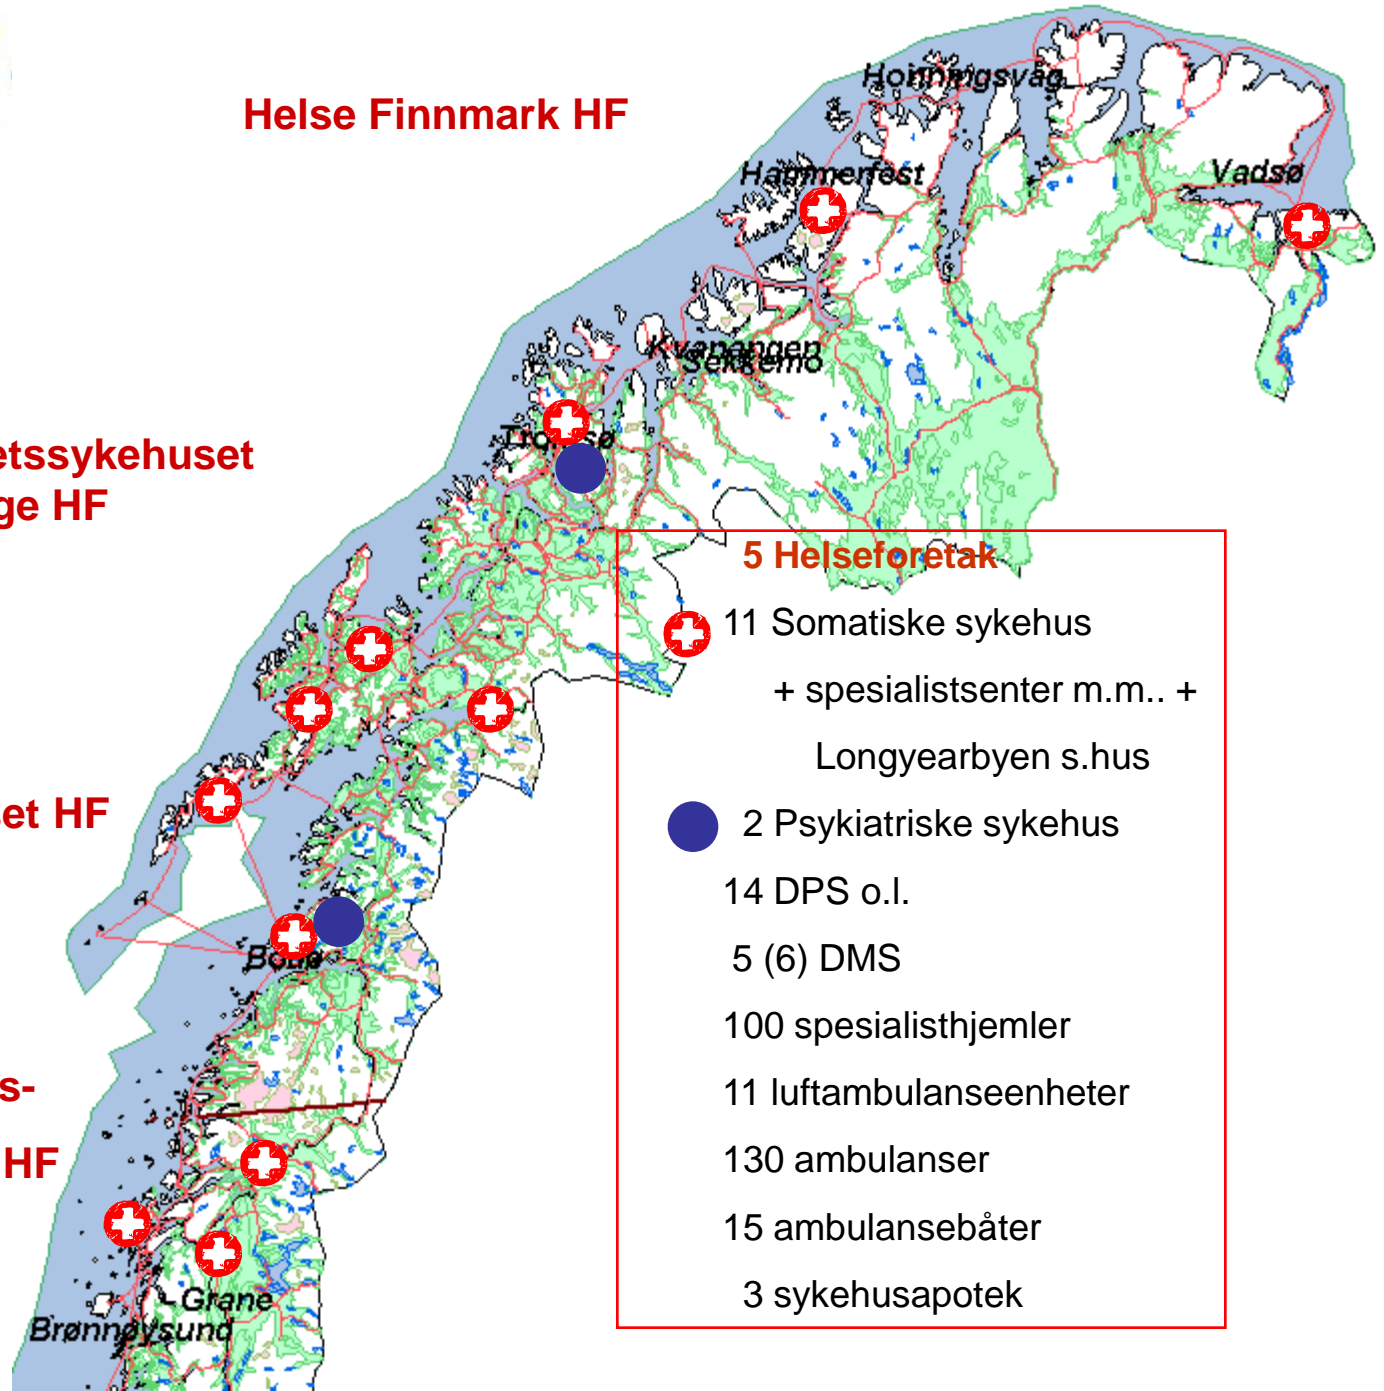 Helse Finnmark HF
Honningsvåg
Hammerfest
Vadsø
Kvænangen
Sekkemo
Tromsø
etssykehuset
ge HF
5 Helseforetak
11 Somatiske sykehus
+ spesialistsenter m.m.. +
Longyearbyen s.hus
2 Psykiatriske sykehus
14 DPS o.l.
5 (6) DMS
100 spesialisthjemler
11 luftambulanseenheter
130 ambulanser
15 ambulansebåter
3 sykehusapotek
et HF
Bodø
s-
HF
Grane
Brønnøysund